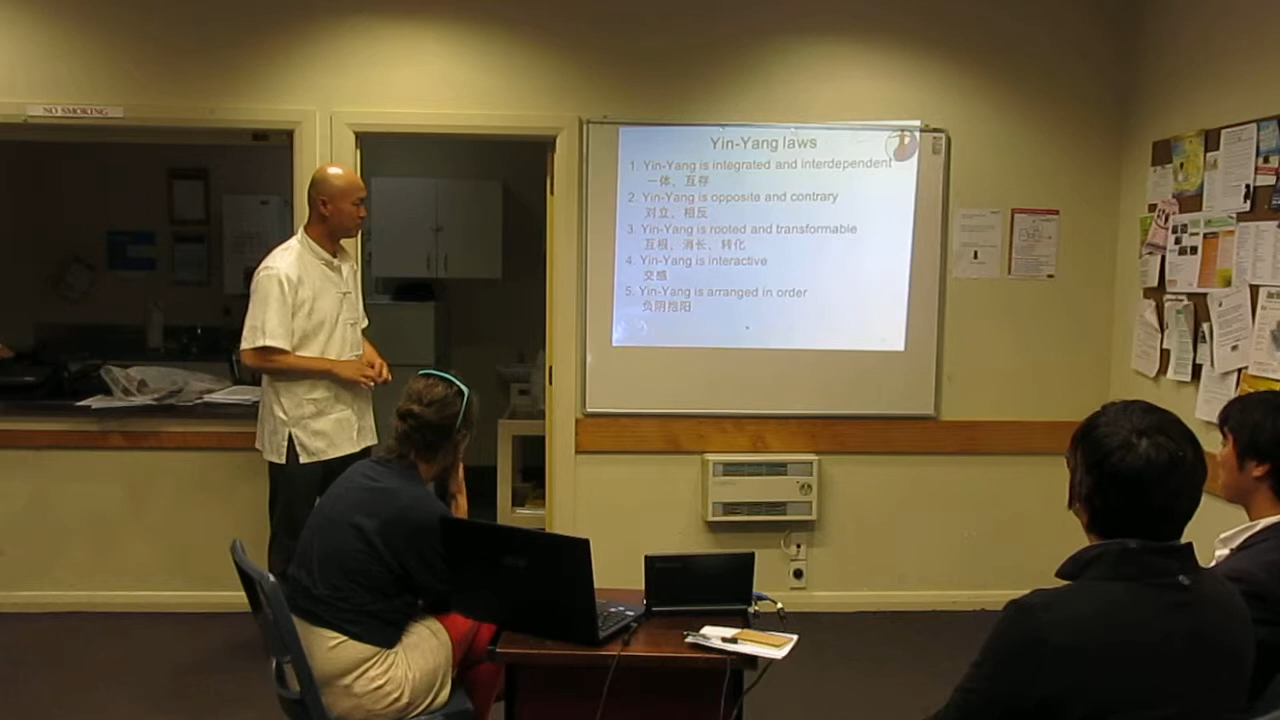 NO SMOKING
Yin-Yang laws
1. Yin-Yang is integrated and interdependent
一体、互存
2. Yin-Yang is opposite and contrary
对立、相反
3. Yin-Yang is rooted and transformable
互根、消长、转化
4. Yin-Yang is interactive
交感
5. Yin-Yang is arranged in order
负阴抱阳